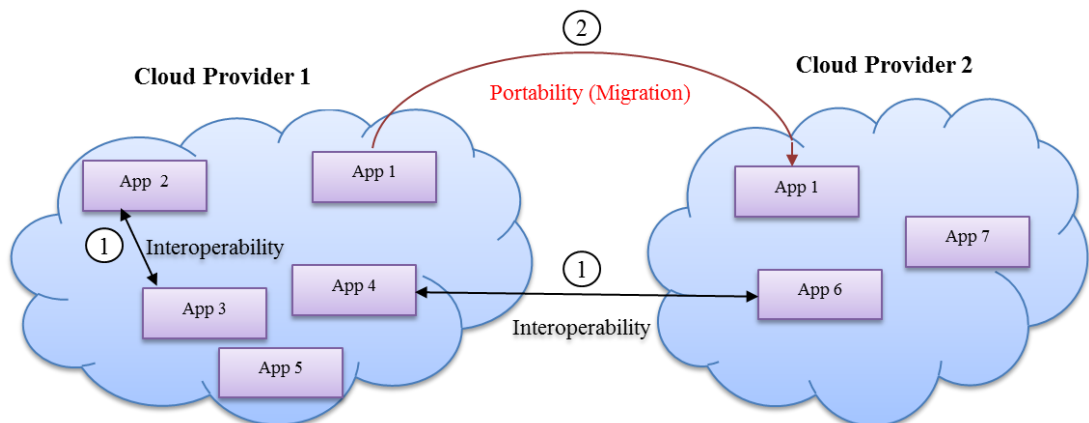 2
Cloud Provider 1
Cloud Provider 2
Portability (Migration)
App 2
App 1
App 1
App 7
1
Interoperability
1
App 4
App 6
App 3
Interoperability
App 5